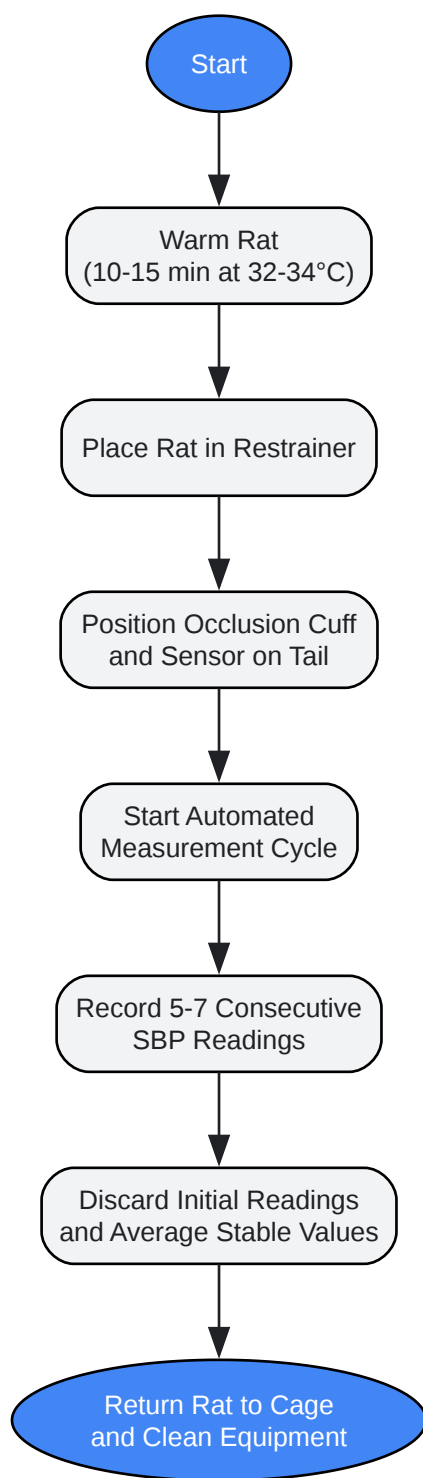 Start
Warm Rat
(10-15 min at 32-34°C)
Place Rat in Restrainer
Position Occlusion Cuff
and Sensor on Tail
Start Automated
Measurement Cycle
Record 5-7 Consecutive
SBP Readings
Discard Initial Readings
and Average Stable Values
Return Rat to Cage
and Clean Equipment